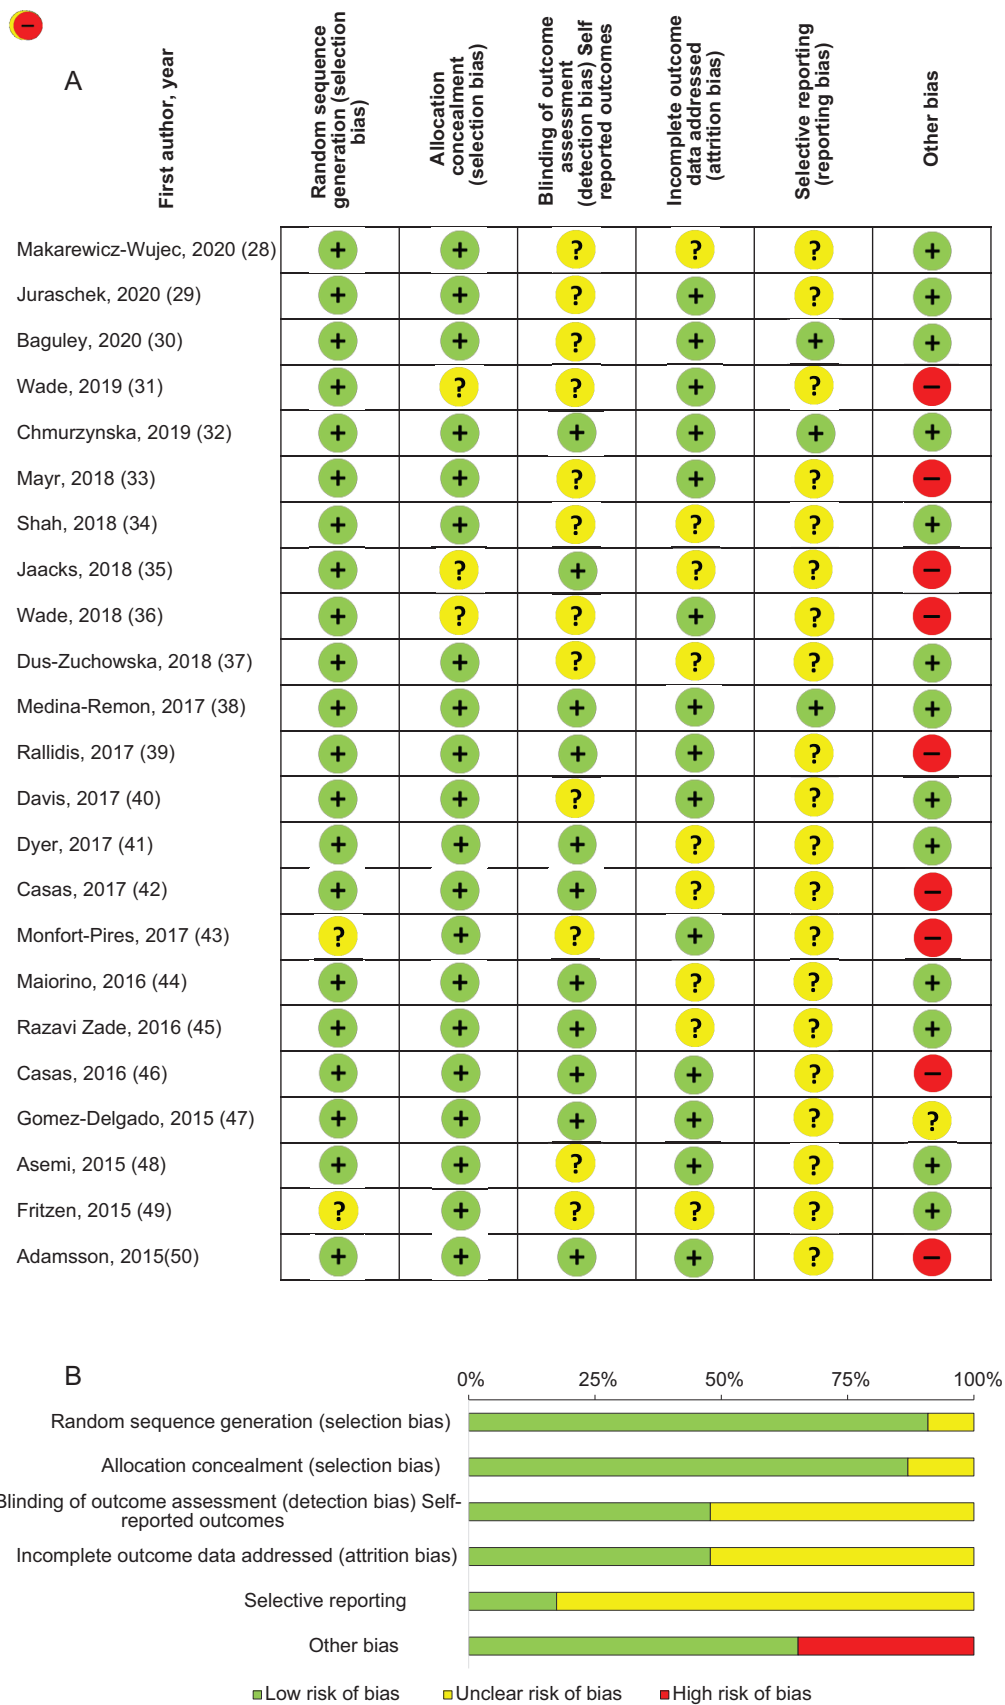 A
First author, year
Random sequence
generation (selection
bias)
Allocation
concealment
(selection bias)
Blinding of outcome
assessment
(detection bias) Self
reported outcomes
Incomplete outcome
data addressed
(attrition bias)
Selective reporting
(reporting bias)
Other bias
Makarewicz-Wujec, 2020 (28) + + ? ? ? +
Juraschek, 2020 (29) + + ? + ? +
Baguley, 2020 (30) + + ? + + +
Wade, 2019 (31) + ? ? + ? −
Chmurzynska, 2019 (32) + + + + + +
Mayr, 2018 (33) + + ? + ? −
Shah, 2018 (34) + + ? ? ? +
Jaacks, 2018 (35) + ? + ? ? −
Wade, 2018 (36) + ? ? + ? −
Dus-Zuchowska, 2018 (37) + + ? ? ? +
Medina-Remon, 2017 (38) + + + + + +
Rallidis, 2017 (39) + + + + ? −
Davis, 2017 (40) + + ? + ? +
Dyer, 2017 (41) + + + ? ? +
Casas, 2017 (42) + + + ? ? −
Monfort-Pires, 2017 (43) ? + ? + ? −
Maiorino, 2016 (44) + + + ? ? +
Razavi Zade, 2016 (45) + + + ? ? +
Casas, 2016 (46) + + + + ? −
Gomez-Delgado, 2015 (47) + + + + ? ?
Asemi, 2015 (48) + + ? + ? +
Fritzen, 2015 (49) ? + ? ? ? +
Adamsson, 2015(50) + + + + ? −
B
0% 25% 50% 75% 100%
Random sequence generation (selection bias)
Allocation concealment (selection bias)
Blinding of outcome assessment (detection bias) Self-
reported outcomes
Incomplete outcome data addressed (attrition bias)
Selective reporting
Other bias
Low risk of bias Unclear risk of bias High risk of bias